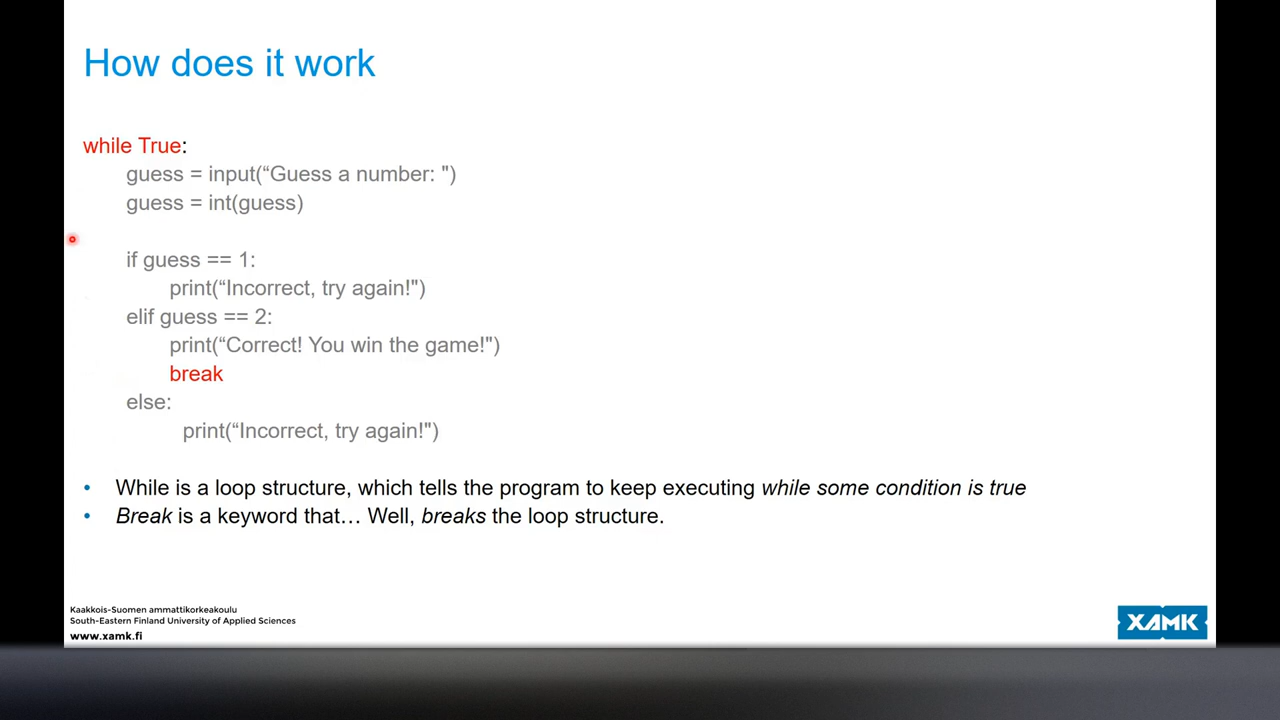 How does it work
while True:
guess = input(“Guess a number: ")
guess = int(guess)
if guess == 1:
print(“Incorrect, try again!")
elif guess == 2:
print(“Correct! You win the game!")
break
else:
print(“Incorrect, try again!")
• While is a loop structure, which tells the program to keep executing while some condition is true
• Break is a keyword that… Well, breaks the loop structure.
Kaakkois-Suomen ammattikorkeakoulu
South-Eastern Finland University of Applied Sciences
www.xamk.fi
XAMK